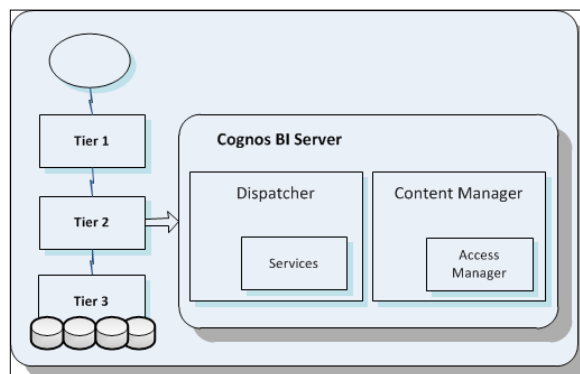 Tier 1
Cognos BI Server
Dispatcher
Content Manager
Tier 2
Services
Access
Manager
Tier 3